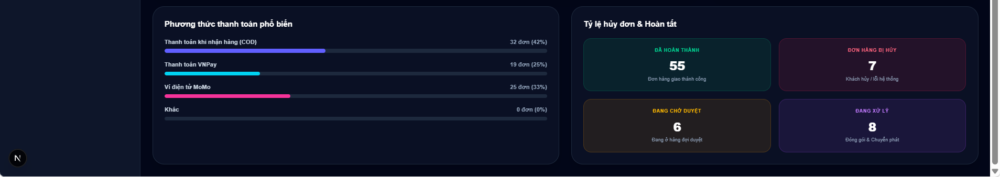 Phương thức thanh toán phổ biến
Thanh toán khi nhận hàng (COD)
32 đơn (42%)
Thanh toán VNPay
19 đơn (25%)
Ví điện tử MoMo
25 đơn (33%)
Khác
0 đơn (0%)
Tỷ lệ hủy đơn & Hoàn tất
ĐÃ HOÀN THÀNH
55
Đơn hàng giao thành công
ĐƠN HÀNG BỊ HỦY
7
Khách hủy / lỗi hệ thống
ĐANG CHỜ DUYỆT
6
Đang ở hàng đợi duyệt
ĐANG XỬ LÝ
8
Đóng gói & Chuyển phát
N